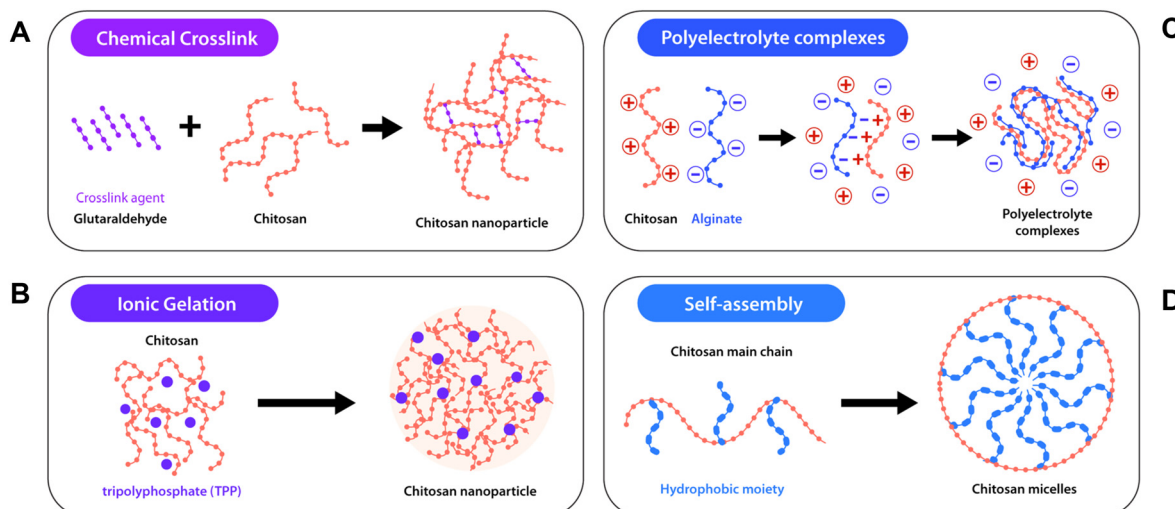 A
Chemical Crosslink
+
Crosslink agent
Glutaraldehyde
Chitosan
Chitosan nanoparticle
B
Ionic Gelation
Chitosan
tripolyphosphate (TPP)
Chitosan nanoparticle
C
Polyelectrolyte complexes
+ + +
− − −
− +
− +
− +
+ − + − + − + −
Chitosan Alginate
+ − + − + − + −
Polyelectrolyte
complexes
D
Self-assembly
Chitosan main chain
Hydrophobic moiety
Chitosan micelles